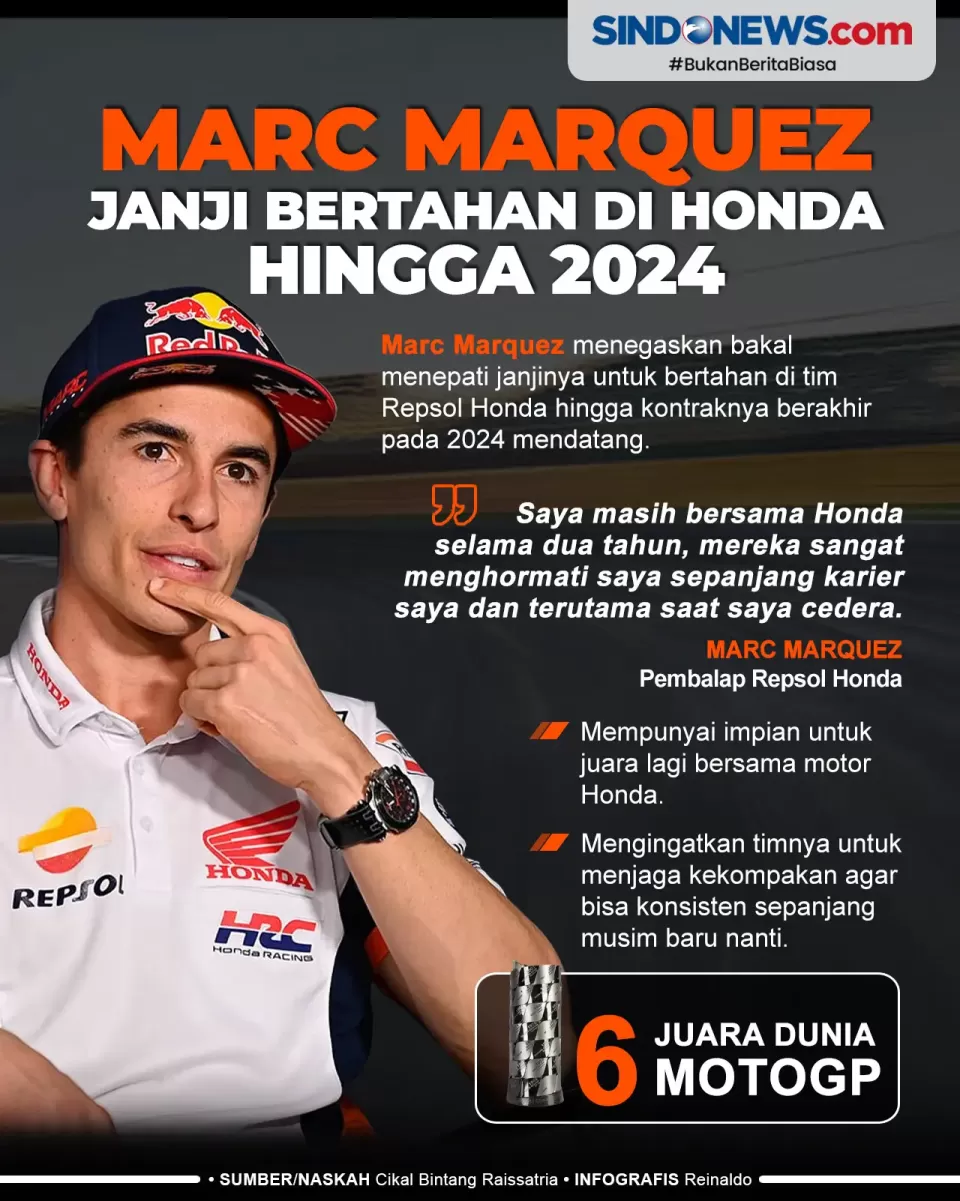 SINDONEWS.com
#BukanBeritaBiasa
MARC MARQUEZ
JANJI BERTAHAN DI HONDA
HINGGA 2024
Marc Marquez menegaskan bakal
menepati janjinya untuk bertahan di tim
Repsol Honda hingga kontraknya berakhir
pada 2024 mendatang.
Saya masih bersama Honda
selama dua tahun, mereka sangat
menghormati saya sepanjang karier
saya dan terutama saat saya cedera.
MARC MARQUEZ
Pembalap Repsol Honda
Mempunyai impian untuk
juara lagi bersama motor
Honda.
Mengingatkan timnya untuk
menjaga kekompakan agar
bisa konsisten sepanjang
musim baru nanti.
6 JUARA DUNIA
MOTOGP
Red
HONDA
REPSOL
HONDA
HRC
Honda RACING
• SUMBER/NASKAH Cikal Bintang Raissatria • INFOGRAFIS Reinaldo